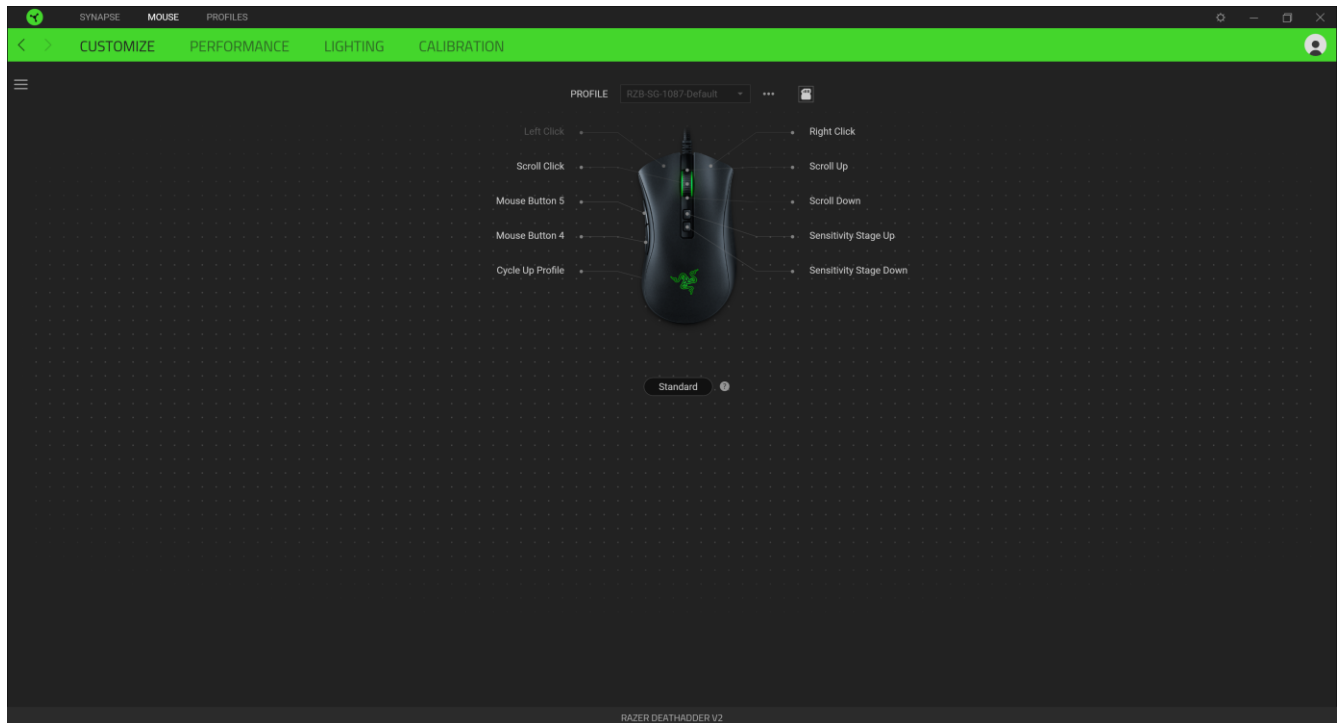 SYNAPSE MOUSE PROFILES
CUSTOMIZE PERFORMANCE LIGHTING CALIBRATION
PROFILE RZB-SG-1087-Default
Left Click Right Click
Scroll Click Scroll Up
Mouse Button 5 Scroll Down
Mouse Button 4 Sensitivity Stage Up
Cycle Up Profile Sensitivity Stage Down
Standard ?
RAZER DEATHADDER V2